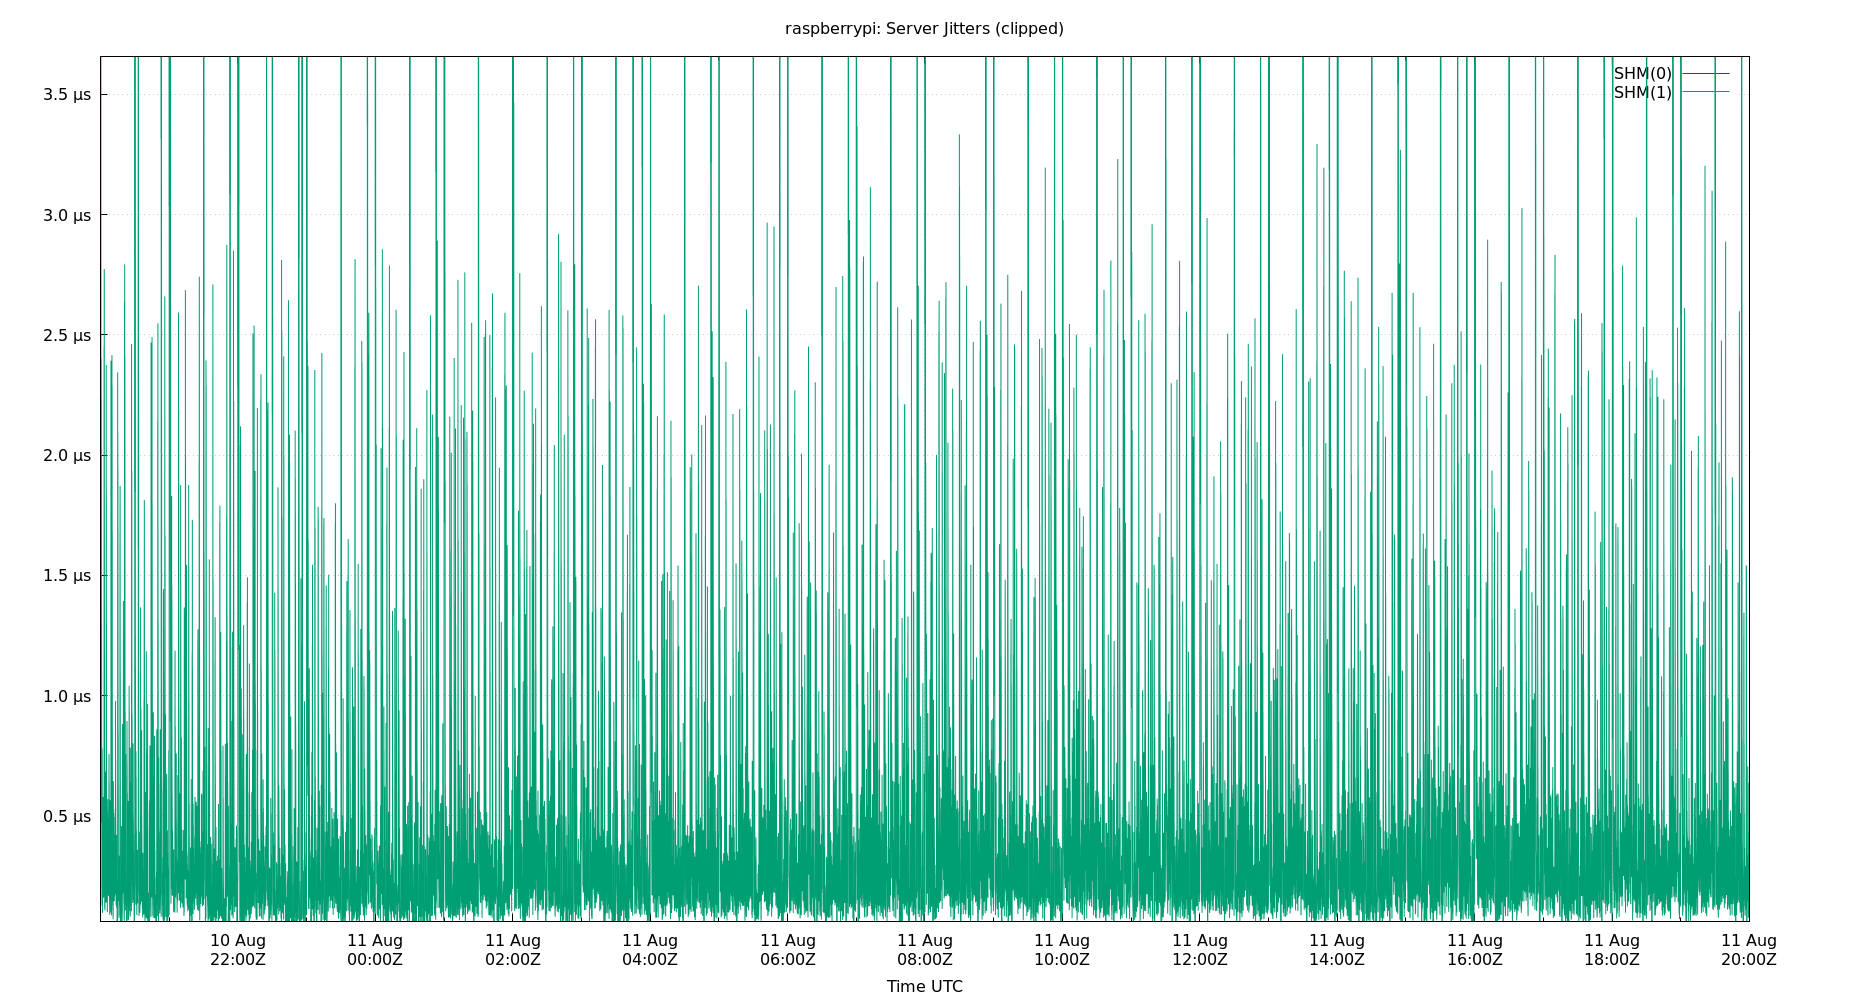 raspberrypi: Server Jitters (clipped)
SHM(0)
SHM(1)
3.5 μs
3.0 μs
2.5 μs
2.0 μs
1.5 μs
1.0 μs
0.5 μs
10 Aug 11 Aug 11 Aug 11 Aug 11 Aug 11 Aug 11 Aug 11 Aug 11 Aug 11 Aug 11 Aug 11 Aug
22:00Z 00:00Z 02:00Z 04:00Z 06:00Z 08:00Z 10:00Z 12:00Z 14:00Z 16:00Z 18:00Z 20:00Z
Time UTC